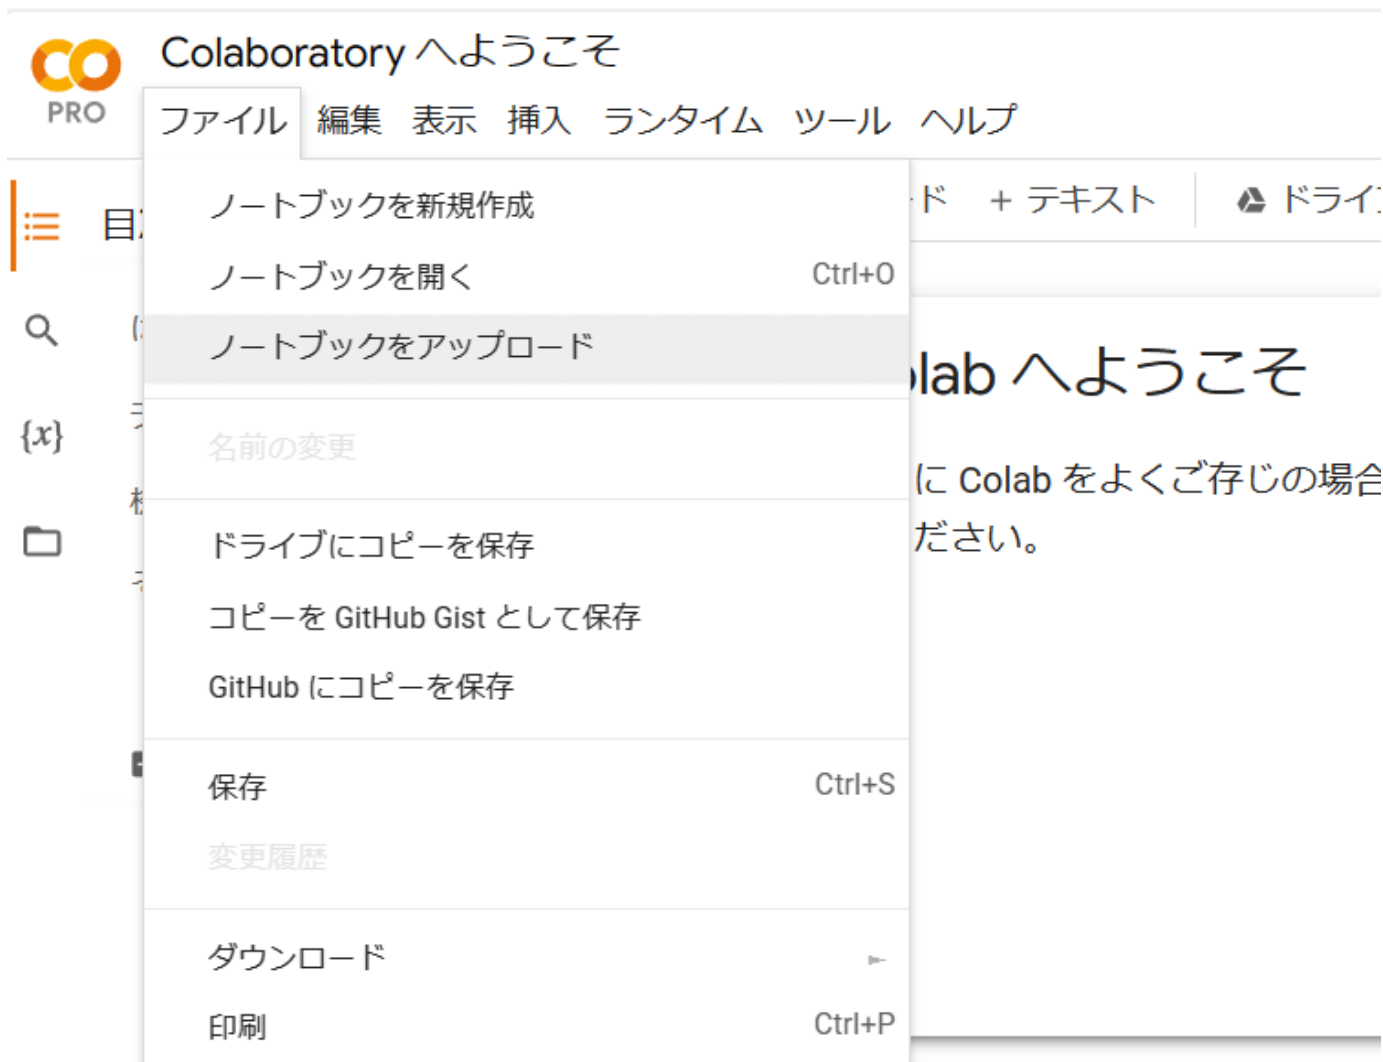 Colaboratory へようこそ
PRO
ファイル 編集 表示 挿入 ランタイム ツール ヘルプ
ード + テキスト ドライ
目
ノートブックを新規作成
ノートブックを開く Ctrl+O
ノートブックをアップロード
名前の変更
ドライブにコピーを保存
コピーを GitHub Gist として保存
GitHub にコピーを保存
保存 Ctrl+S
変更履歴
ダウンロード
印刷 Ctrl+P
{x}
olab へようこそ
に Colab をよくご存じの場合
ださい。